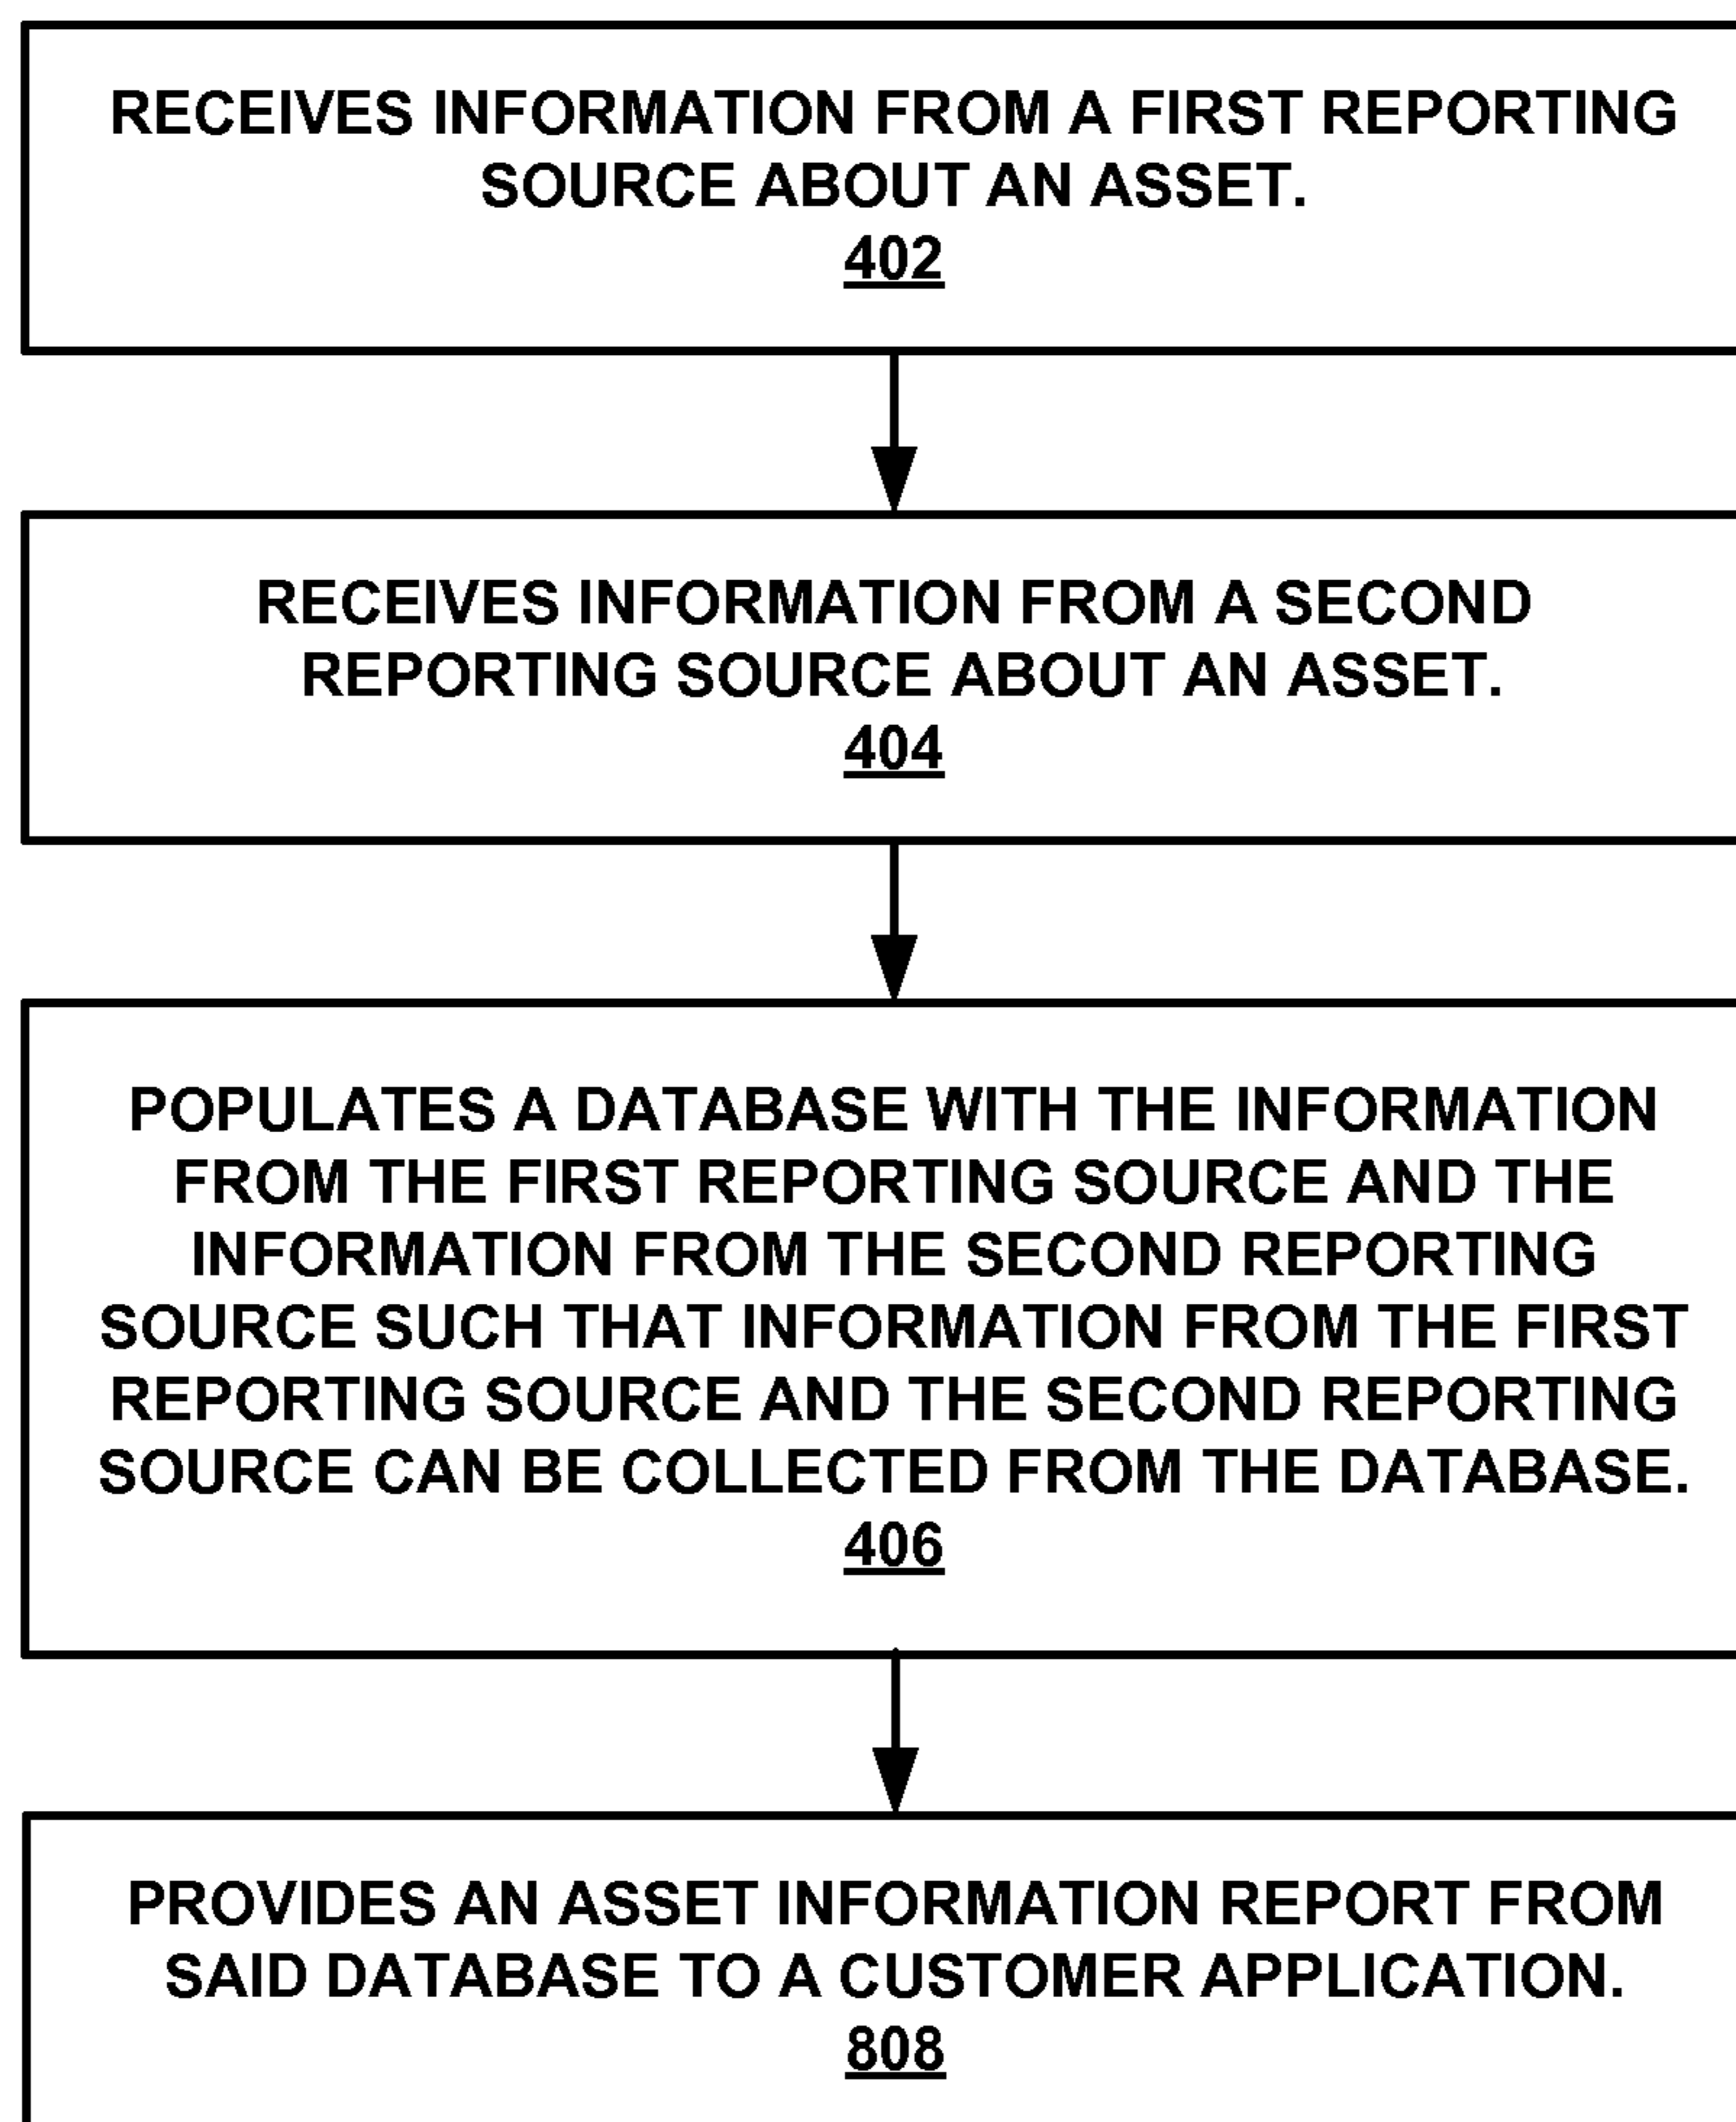 RECEIVES INFORMATION FROM A FIRST REPORTING
SOURCE ABOUT AN ASSET.
402
RECEIVES INFORMATION FROM A SECOND
REPORTING SOURCE ABOUT AN ASSET.
404
POPULATES A DATABASE WITH THE INFORMATION
FROM THE FIRST REPORTING SOURCE AND THE
INFORMATION FROM THE SECOND REPORTING
SOURCE SUCH THAT INFORMATION FROM THE FIRST
REPORTING SOURCE AND THE SECOND REPORTING
SOURCE CAN BE COLLECTED FROM THE DATABASE.
406
PROVIDES AN ASSET INFORMATION REPORT FROM
SAID DATABASE TO A CUSTOMER APPLICATION.
808